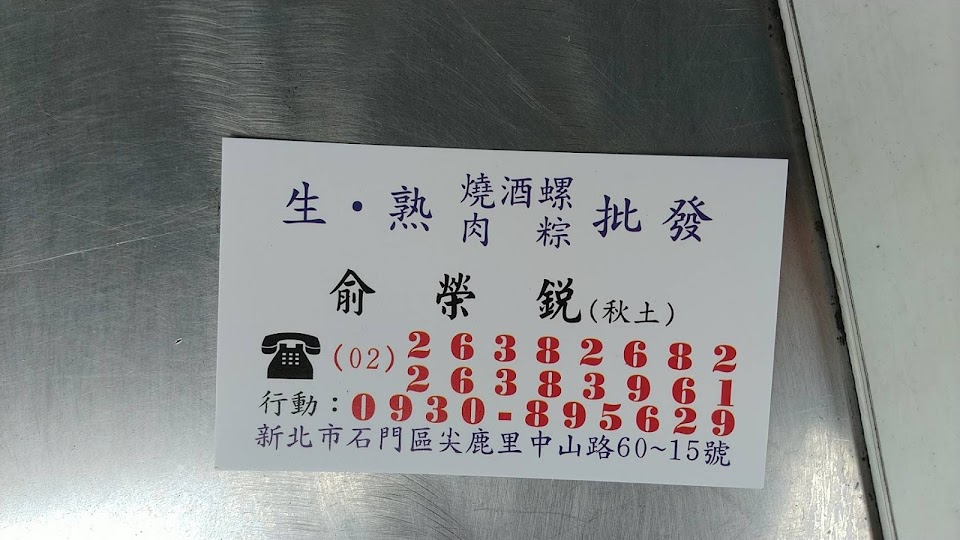 生·熟 燒酒螺 肉粽 批發
俞榮銳(秋土)
(02)26382682
26383961
行動:0930-895629
新北市石門區尖鹿里中山路60~15號